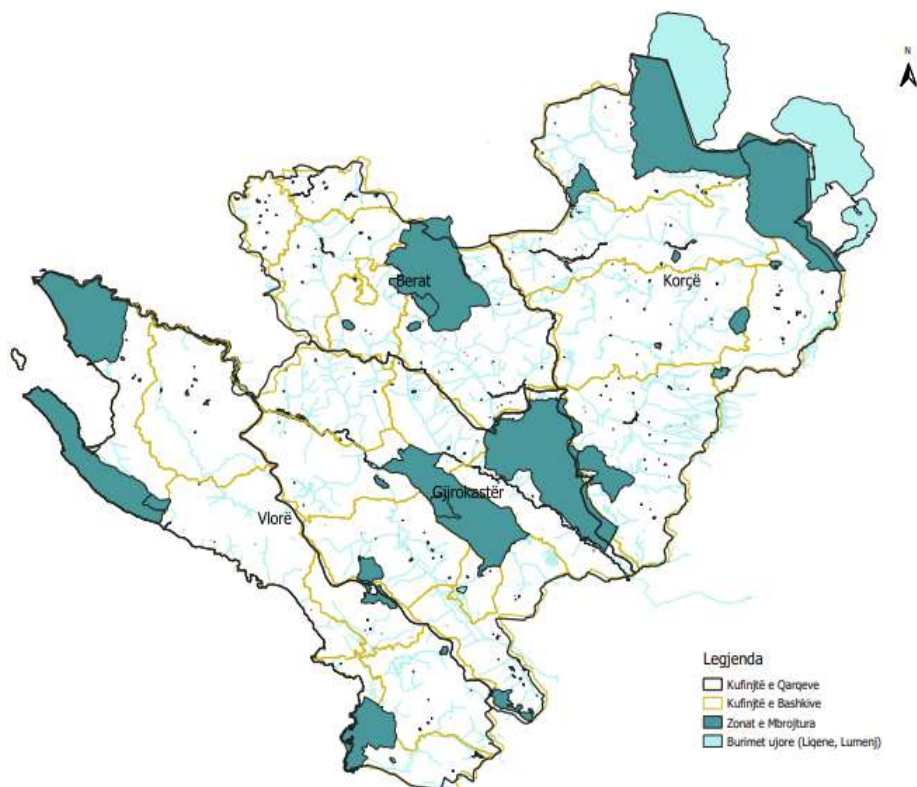 N
Berat
Korçë
Gjirokastër
Vlorë
Legjenda
Kufinjtë e Qarqeve
Kufinjtë e Bashkive
Zonat e Mbrojtura
Burimet ujore (Liqene, Lumenj)